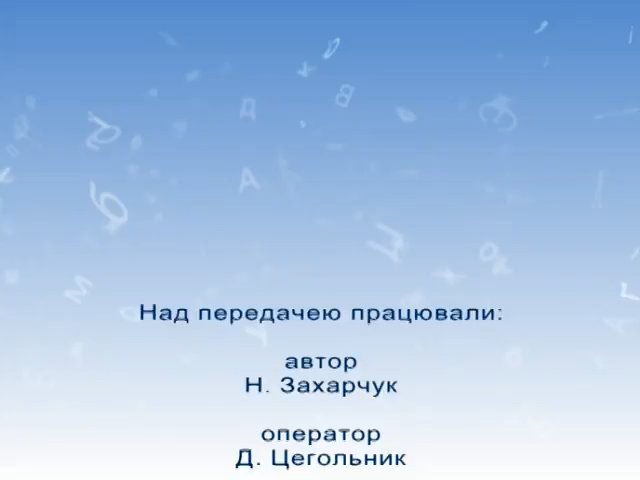 Над передачею працювали:
автор
Н. Захарчук
оператор
Д. Цегольник